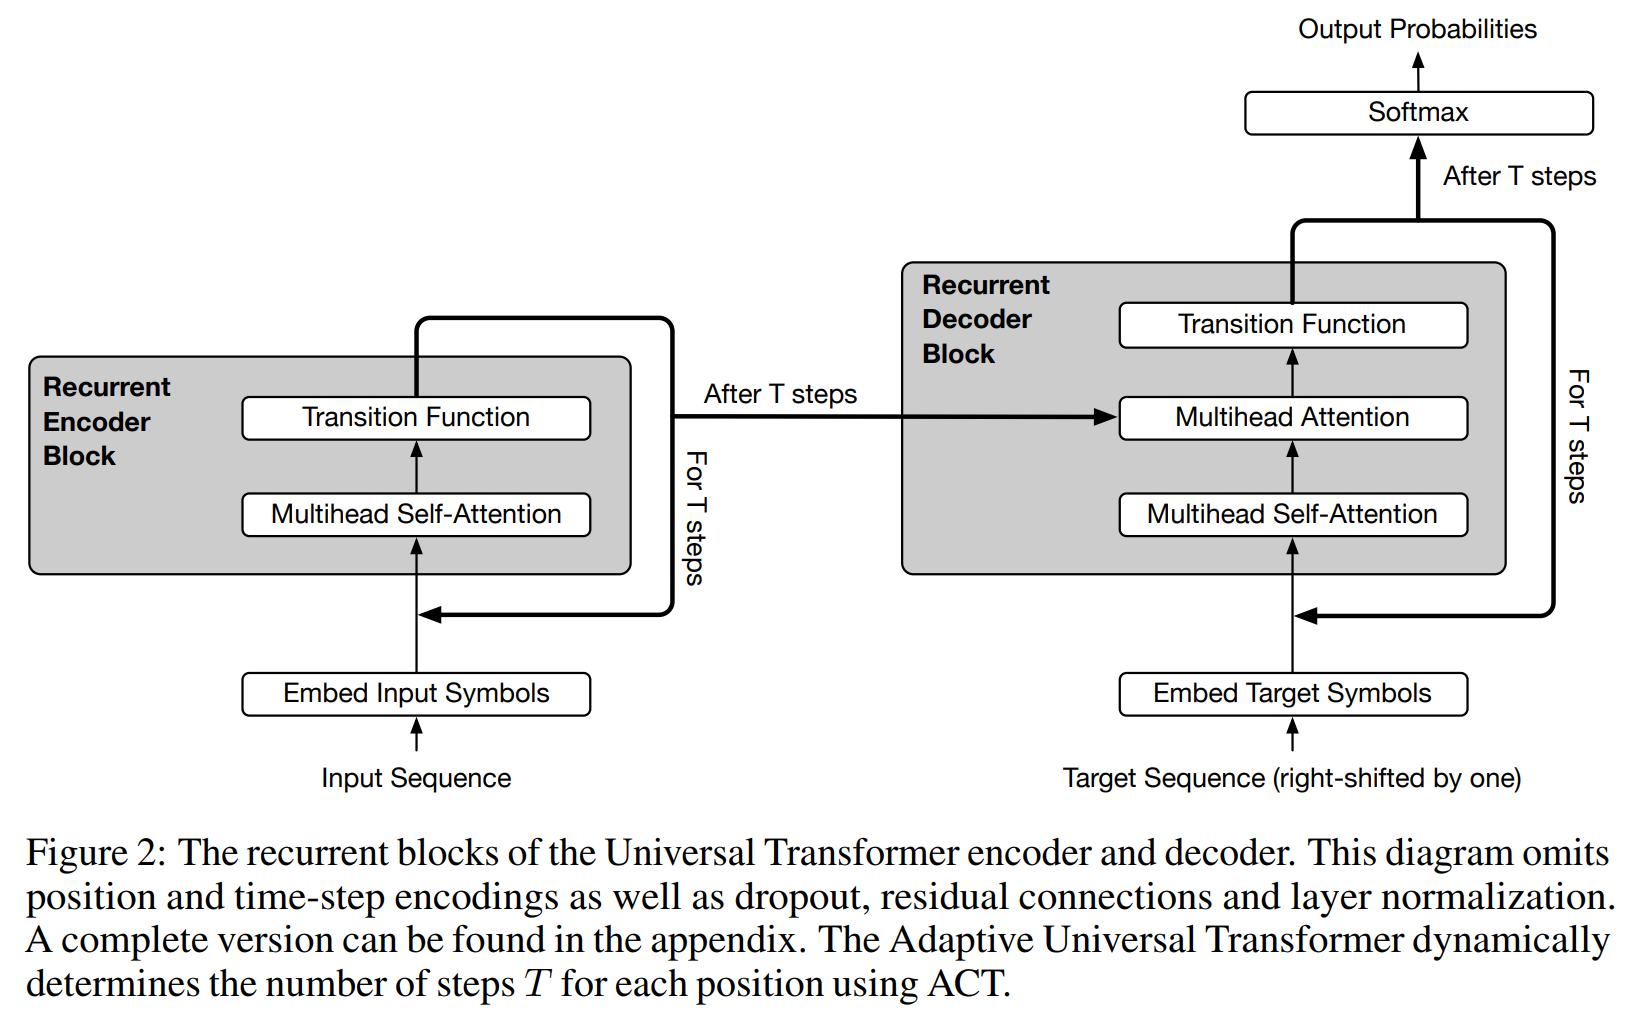 Output Probabilities
Softmax
After T steps
Recurrent
Decoder
Block
Transition Function
Multihead Attention
Multihead Self-Attention
For T steps
Embed Target Symbols
Target Sequence (right-shifted by one)
After T steps
Recurrent
Encoder
Block
Transition Function
Multihead Self-Attention
For T steps
Embed Input Symbols
Input Sequence
Figure 2: The recurrent blocks of the Universal Transformer encoder and decoder. This diagram omits
position and time-step encodings as well as dropout, residual connections and layer normalization.
A complete version can be found in the appendix. The Adaptive Universal Transformer dynamically
determines the number of steps T for each position using ACT.